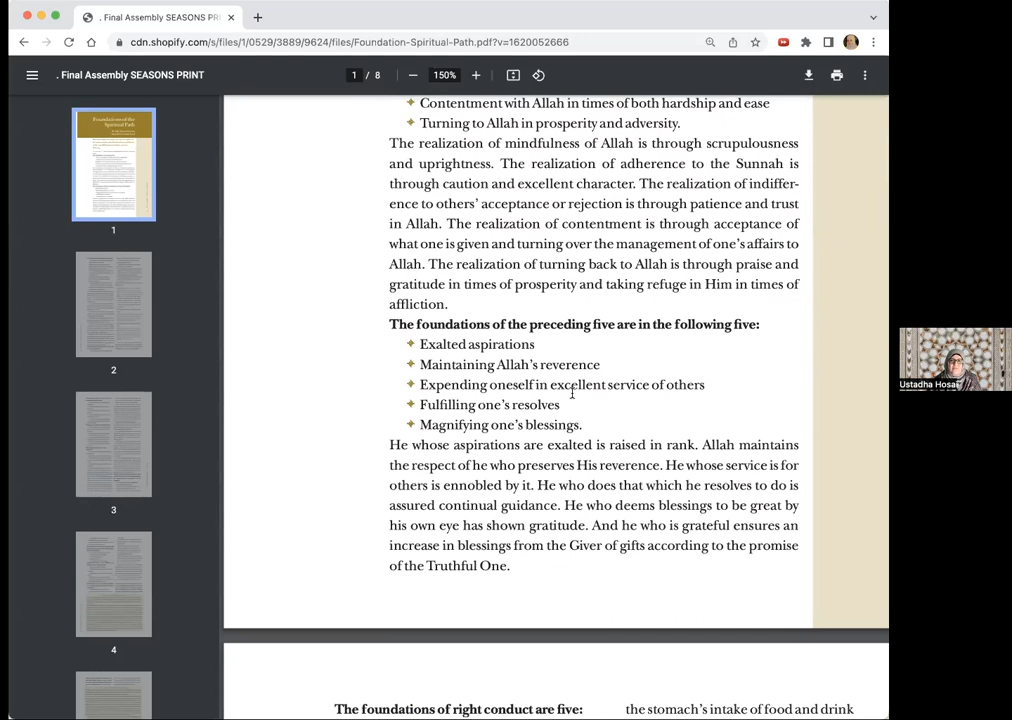 . Final Assembly SEASONS PRI
cdn.shopify.com/s/files/1/0529/3889/9624/files/Foundation-Spiritual-Path.pdf?v=1620052666
. Final Assembly SEASONS PRINT
1 / 8
150%
Foundations of the
Spiritual Path
1
2
3
4
Contentment with Allah in times of both hardship and ease
Turning to Allah in prosperity and adversity.
The realization of mindfulness of Allah is through scrupulousness
and uprightness. The realization of adherence to the Sunnah is
through caution and excellent character. The realization of indiffer-
ence to others' acceptance or rejection is through patience and trust
in Allah. The realization of contentment is through acceptance of
what one is given and turning over the management of one's affairs to
Allah. The realization of turning back to Allah is through praise and
gratitude in times of prosperity and taking refuge in Him in times of
affliction.
The foundations of the preceding five are in the following five:
Exalted aspirations
Maintaining Allah's reverence
Expending oneself in excellent service of others
Fulfilling one's resolves
Magnifying one's blessings.
He whose aspirations are exalted is raised in rank. Allah maintains
the respect of he who preserves His reverence. He whose service is for
others is ennobled by it. He who does that which he resolves to do is
assured continual guidance. He who deems blessings to be great by
his own eye has shown gratitude. And he who is grateful ensures an
increase in blessings from the Giver of gifts according to the promise
of the Truthful One.
The foundations of right conduct are five:
the stomach's intake of food and drink
Ustadha Hosai